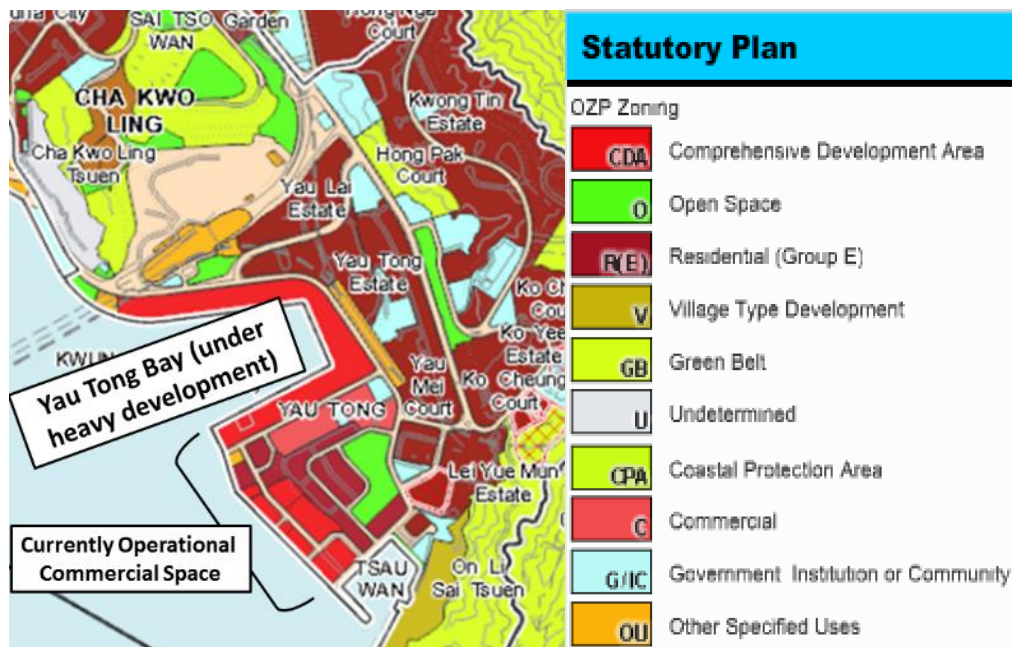 SAI TSO Garden
WAN
Court
CHA KWO
LING
Kwong Tin
Estate
Cha Kwo Ling
Tsuen
Hong Pak
Court
Yau Lai
Estate
Yau Tong
Estate
Ko Yee
Estate
Yau
Mei
Court
Ko Cheung
Court
YAU TONG
Lei Yue Mun
Estate
TSAU
WAN
On Li
Sai Tsuen
Yau Tong Bay (under
heavy development)
Currently Operational
Commercial Space
Statutory Plan
OZP Zoning
CDA Comprehensive Development Area
O Open Space
R(E) Residential (Group E)
V Village Type Development
GB Green Belt
U Undetermined
CPA Coastal Protection Area
C Commercial
G/IC Government Institution or Community
OU Other Specified Uses